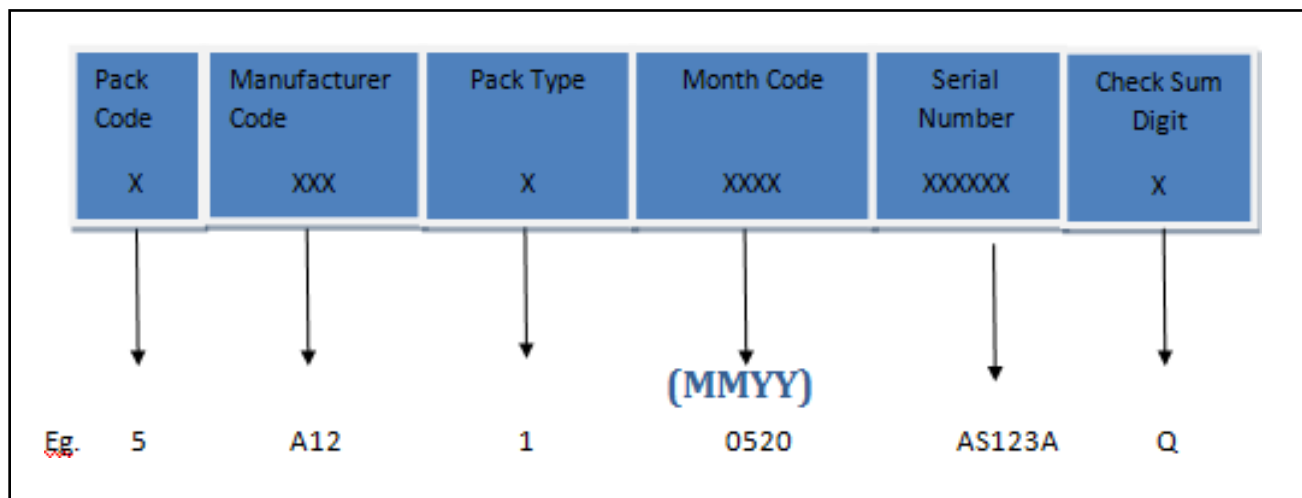 Pack Code Manufacturer Code Pack Type Month Code Serial Number Check Sum Digit
X XXX X XXXX XXXXXX X
(MMYY)
Eg. 5 A12 1 0520 AS123A Q